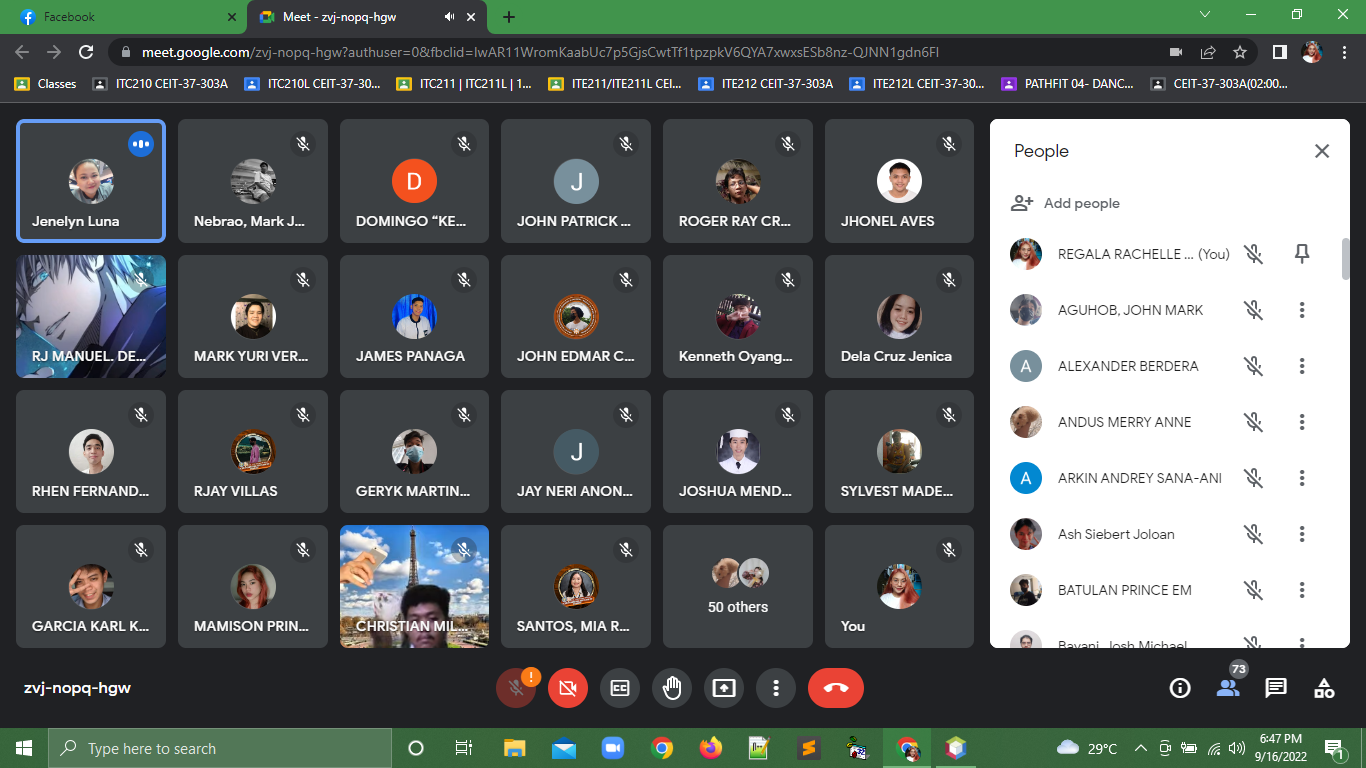 Facebook
Meet - zvj-nopq-hgw
meet.google.com/zvj-nopq-hgw?authuser=0&fbclid=IwAR11WromKaabUc7p5GjsCwtTf1tpzpkV6QYA7xwxsESb8nz-QJNN1gdn6FI
Classes
ITC210 CEIT-37-303A
ITC210L CEIT-37-30...
ITC211 | ITC211L | 1...
ITE211/ITE211L CEI...
ITE212 CEIT-37-303A
ITE212L CEIT-37-30...
PATHFIT 04- DANC...
CEIT-37-303A(02:00...
Jenelyn Luna
Nebrao, Mark J...
D
DOMINGO “KE...
J
JOHN PATRICK ...
ROGER RAY CR...
JHONEL AVES
RJ MANUEL. DE...
MARK YURI VER...
JAMES PANAGA
JOHN EDMAR C...
Kenneth Oyang...
Dela Cruz Jenica
RHEN FERNAND...
RJAY VILLAS
GERYK MARTIN...
J
JAY NERI ANON...
JOSHUA MEND...
SYLVEST MADE...
GARCIA KARL K...
MAMISON PRIN...
CHRISTIAN MIL...
SANTOS, MIA R...
50 others
You
People
Add people
REGALA RACHELLE ... (You)
AGUHOB, JOHN MARK
A
ALEXANDER BERDERA
ANDUS MERRY ANNE
A
ARKIN ANDREY SANA-ANI
Ash Siebert Joloan
BATULAN PRINCE EM
Bayani, Josh Michael
zvj-nopq-hgw
!
CC
73
Type here to search
29°C
6:47 PM
9/16/2022
1